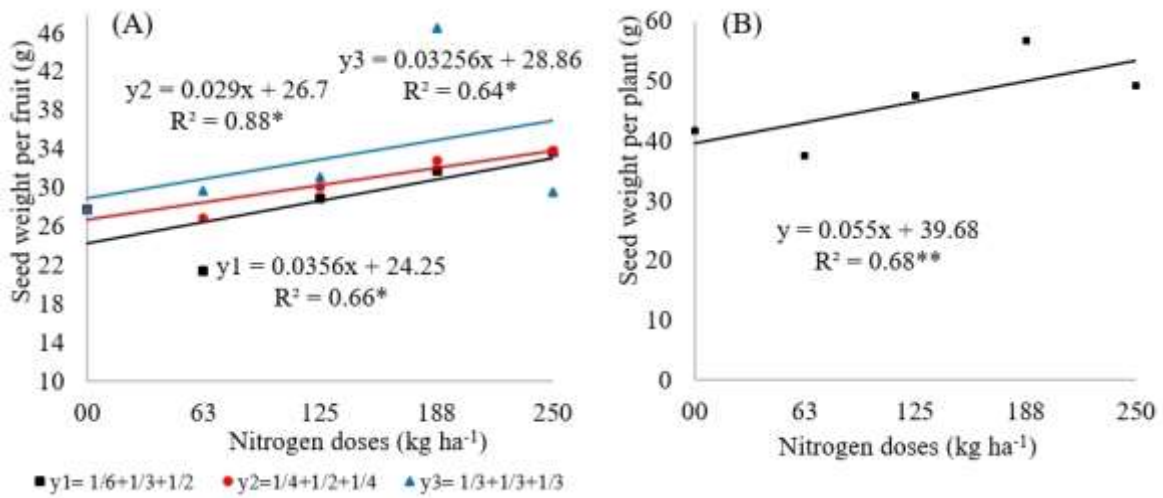 (A)
Seed weight per fruit (g)
46
42
38
34
30
26
22
18
14
10
y3 = 0.03256x + 28.86
R² = 0.64*
y2 = 0.029x + 26.7
R² = 0.88*
y1 = 0.0356x + 24.25
R² = 0.66*
00 63 125 188 250
Nitrogen doses (kg ha⁻¹)
y1= 1/6+1/3+1/2 y2=1/4+1/2+1/4 y3= 1/3+1/3+1/3
(B)
Seed weight per plant (g)
60
50
40
30
20
10
0
y = 0.055x + 39.68
R² = 0.68**
00 63 125 188 250
Nitrogen doses (kg ha⁻¹)